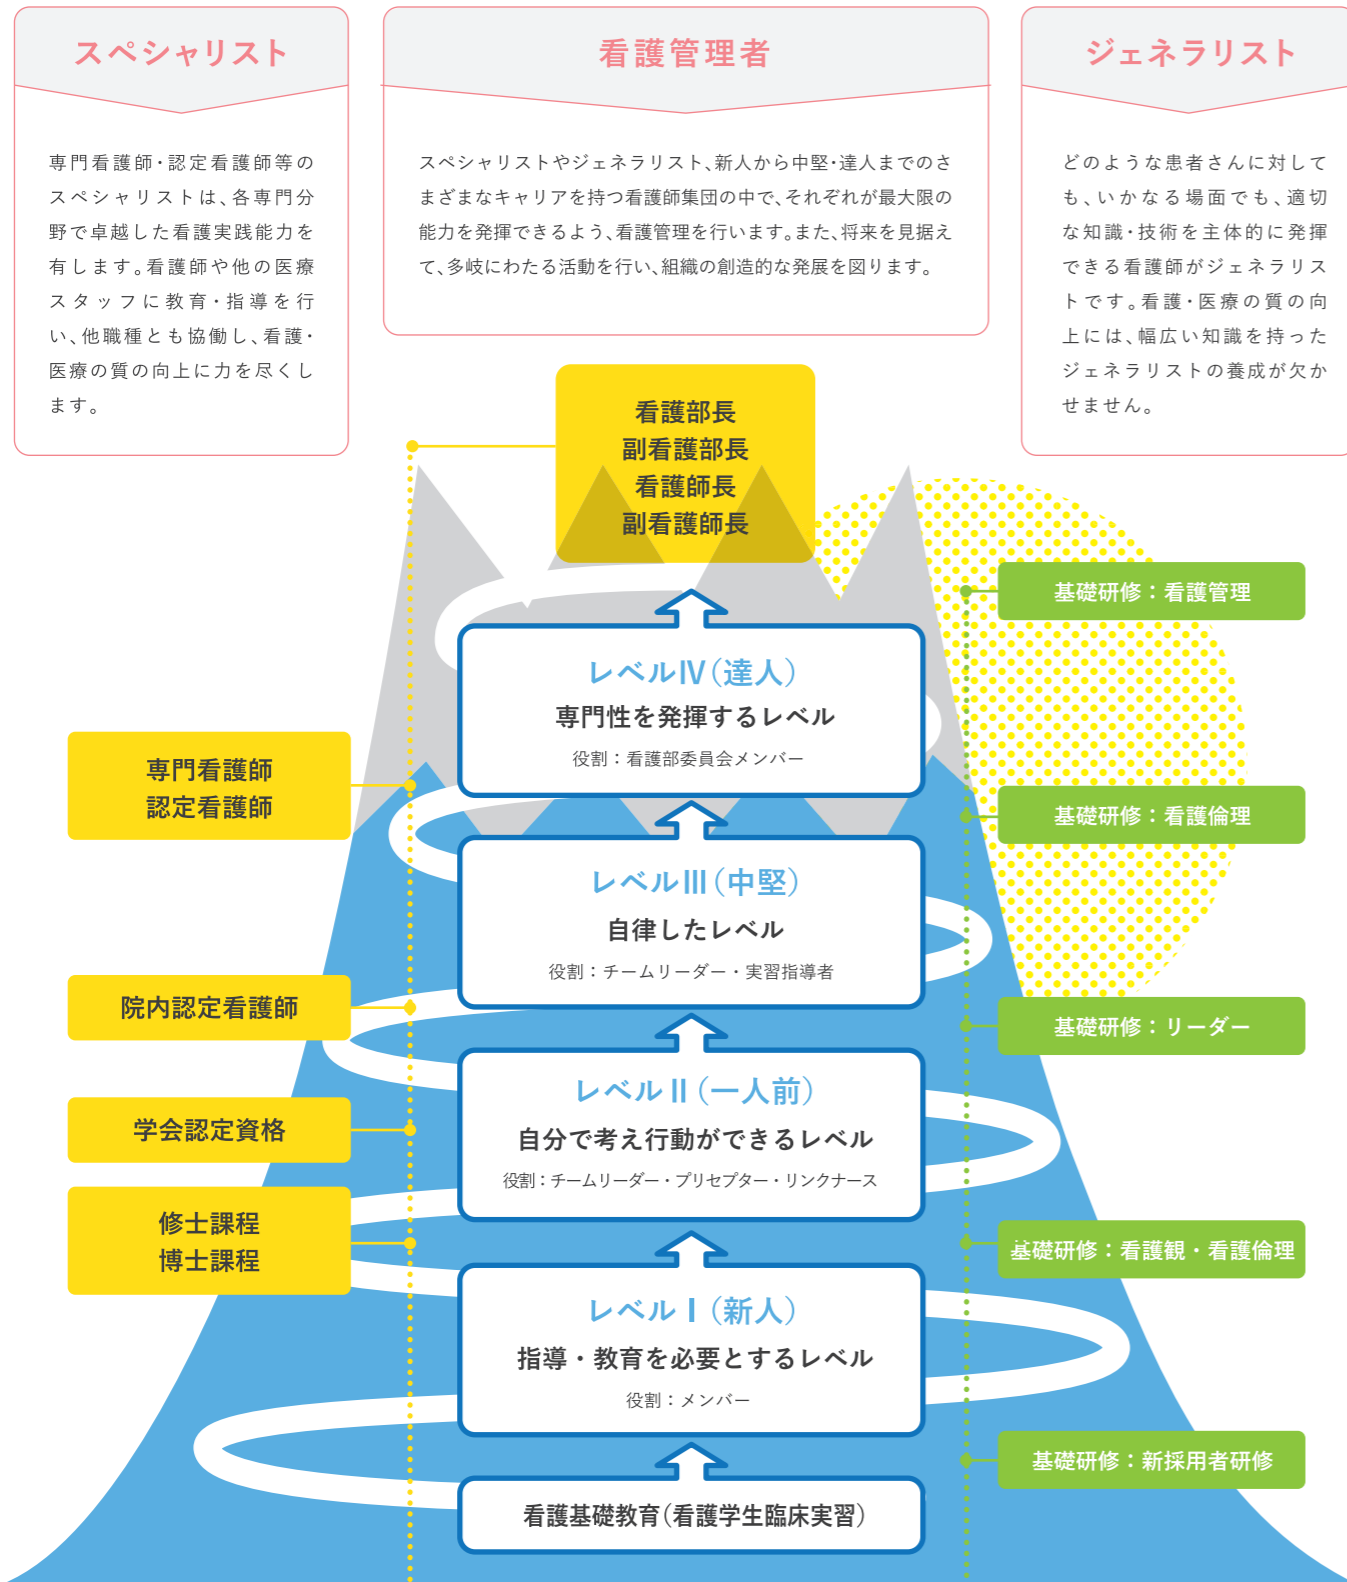 スペシャリスト
専門看護師・認定看護師等の
スペシャリストは、各専門分
野で卓越した看護実践能力を
有します。看護師や他の医療
スタッフに教育・指導を行
い、他職種とも協働し、看護・
医療の質の向上に力を尽くし
ます。
看護管理者
スペシャリストやジェネラリスト、新人から中堅・達人までのさ
まざまなキャリアを持つ看護師集団の中で、それぞれが最大限の
能力を発揮できるよう、看護管理を行います。また、将来を見据え
て、多岐にわたる活動を行い、組織の創造的な発展を図ります。
ジェネラリスト
どのような患者さんに対して
も、いかなる場面でも、適切
な知識・技術を主体的に発揮
できる看護師がジェネラリス
トです。看護・医療の質の向
上には、幅広い知識を持った
ジェネラリストの養成が欠か
せません。
看護部長
副看護部長
看護師長
副看護師長
基礎研修：看護管理
レベルⅣ（達人）
専門性を発揮するレベル
役割：看護部委員会メンバー
専門看護師
認定看護師
基礎研修：看護倫理
レベルⅢ（中堅）
自律したレベル
役割：チームリーダー・実習指導者
院内認定看護師
基礎研修：リーダー
レベルⅡ（一人前）
自分で考え行動ができるレベル
役割：チームリーダー・プリセプター・リンクナース
学会認定資格
修士課程
博士課程
基礎研修：看護観・看護倫理
レベルⅠ（新人）
指導・教育を必要とするレベル
役割：メンバー
基礎研修：新採用者研修
看護基礎教育（看護学生臨床実習）